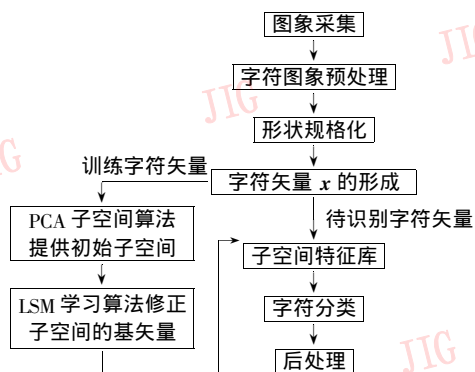 图象采集
字符图象预处理
形状规格化
训练字符矢量
字符矢量 x 的形成
PCA 子空间算法
提供初始子空间
待识别字符矢量
子空间特征库
LSM 学习算法修正
子空间的基矢量
字符分类
后处理
JIG
JIG
JIG